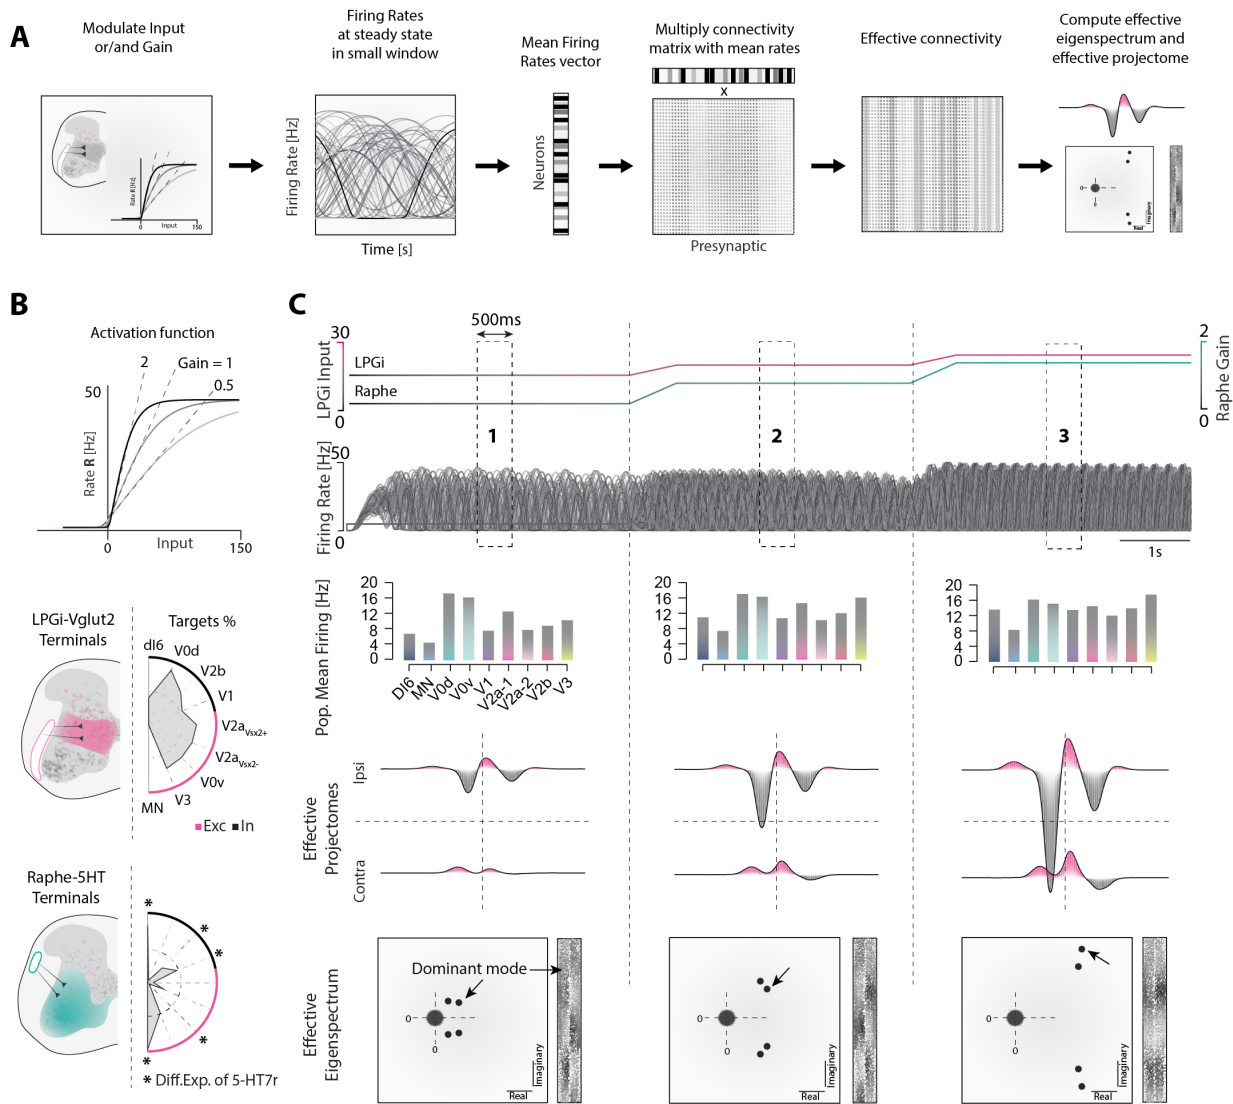 A
Modulate Input
or/and Gain
Firing Rates
at steady state
in small window
Mean Firing
Rates vector
Multiply connectivity
matrix with mean rates
Effective connectivity
Compute effective
eigenspectrum and
effective projectome
x
Rate R [Hz]
Input
0
150
Firing Rate [Hz]
Time [s]
Neurons
Presynaptic
0
0
Real
Imaginary
B
Activation function
2
Gain = 1
0.5
50
Rate R [Hz]
0
Input
150
LPGi-Vglut2
Terminals
Targets %
dI6
V0d
V2b
V1
V2aVsx2+
V2aVsx2-
V0v
V3
MN
Exc
In
Raphe-5HT
Terminals
*
*
*
*
*
* Diff.Exp. of 5-HT7r
C
500ms
30
LPGi Input
0
LPGi
Raphe
2
Raphe Gain
0
1
2
3
50
Firing Rate [Hz]
0
1s
Pop. Mean Firing [Hz]
20
16
12
8
4
0
DI6
MN
V0d
V0v
V1
V2a-1
V2a-2
V2b
V3
20
16
12
8
4
0
20
16
12
8
4
0
Effective
Projectomes
Ipsi
Contra
Effective
Eigenspectrum
Dominant mode
0
0
Real
Imaginary
0
0
Real
Imaginary
0
0
Real
Imaginary